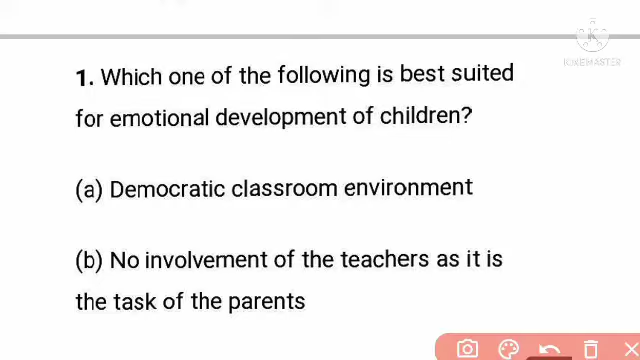 KINEMASTER
1. Which one of the following is best suited
for emotional development of children?
(a) Democratic classroom environment
(b) No involvement of the teachers as it is
the task of the parents